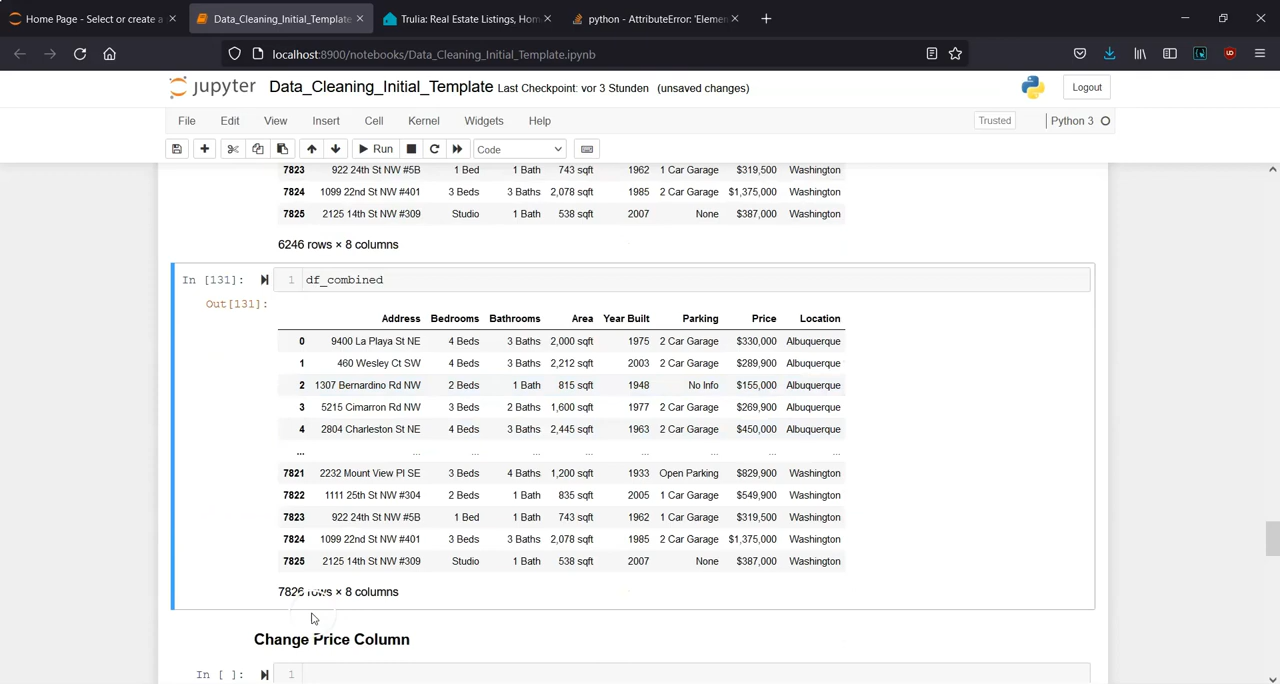 Home Page - Select or create a
Data_Cleaning_Initial_Template
Trulia: Real Estate Listings, Hom
python - AttributeError: 'Elemen
localhost:8900/notebooks/Data_Cleaning_Initial_Template.ipynb
jupyter Data_Cleaning_Initial_Template Last Checkpoint: vor 3 Stunden (unsaved changes)
Logout
File Edit View Insert Cell Kernel Widgets Help
Trusted Python 3
Run Code
7823 922 24th St NW #5B 1 Bed 1 Bath 743 sqft 1962 1 Car Garage $319,500 Washington
7824 1099 22nd St NW #401 3 Beds 3 Baths 2,078 sqft 1985 2 Car Garage $1,375,000 Washington
7825 2125 14th St NW #309 Studio 1 Bath 538 sqft 2007 None $387,000 Washington
6246 rows × 8 columns
In [131]: 1 df_combined
Out[131]:
Address Bedrooms Bathrooms Area Year Built Parking Price Location
0 9400 La Playa St NE 4 Beds 3 Baths 2,000 sqft 1975 2 Car Garage $330,000 Albuquerque
1 460 Wesley Ct SW 4 Beds 3 Baths 2,212 sqft 2003 2 Car Garage $289,900 Albuquerque
2 1307 Bernardino Rd NW 2 Beds 1 Bath 815 sqft 1948 No Info $155,000 Albuquerque
3 5215 Cimarron Rd NW 3 Beds 2 Baths 1,600 sqft 1977 2 Car Garage $269,900 Albuquerque
4 2804 Charleston St NE 4 Beds 3 Baths 2,445 sqft 1963 2 Car Garage $450,000 Albuquerque
... ... ... ... ... ... ... ... ...
7821 2232 Mount View Pl SE 3 Beds 4 Baths 1,200 sqft 1933 Open Parking $829,900 Washington
7822 1111 25th St NW #304 2 Beds 1 Bath 835 sqft 2005 1 Car Garage $549,900 Washington
7823 922 24th St NW #5B 1 Bed 1 Bath 743 sqft 1962 1 Car Garage $319,500 Washington
7824 1099 22nd St NW #401 3 Beds 3 Baths 2,078 sqft 1985 2 Car Garage $1,375,000 Washington
7825 2125 14th St NW #309 Studio 1 Bath 538 sqft 2007 None $387,000 Washington
7826 rows × 8 columns
Change Price Column
In [ ]: 1